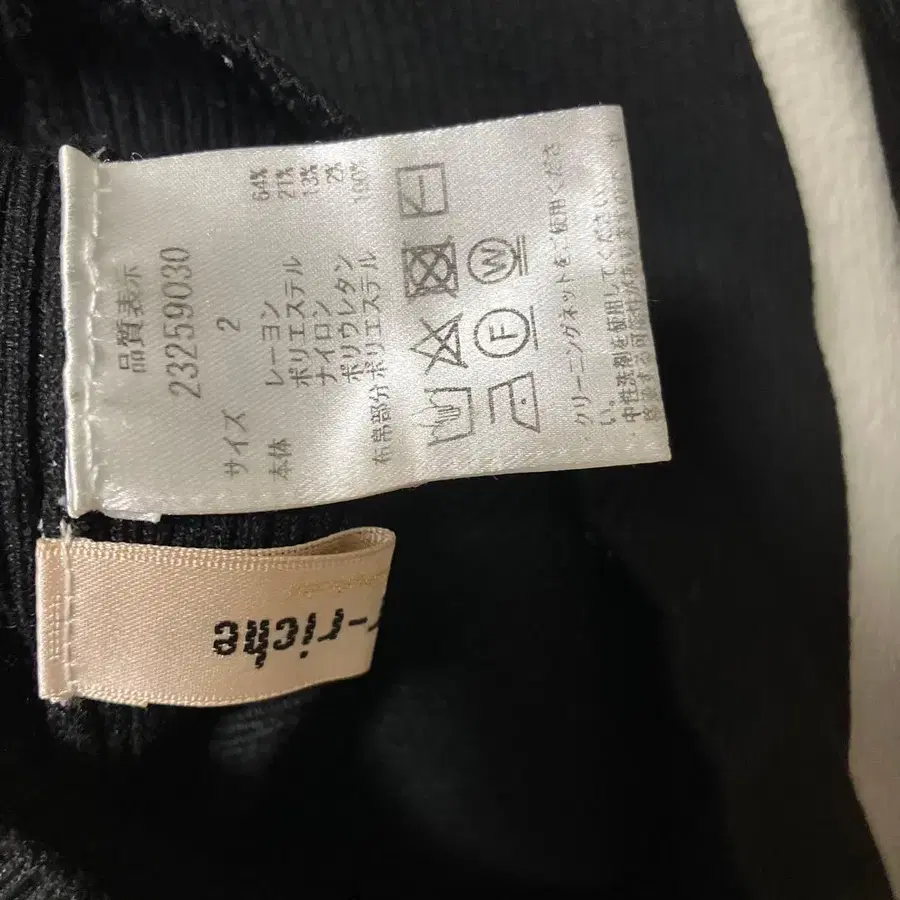 品質表示
23259030
サイズ 2
本体 レーヨン 64%
ポリエステル 21%
ナイロン 13%
ポリウレタン 2%
布帛部分 ポリエステル 100%
W
F
・クリーニングネットをご使用くださ
い。
・中性洗剤を使用してください。
r-rich